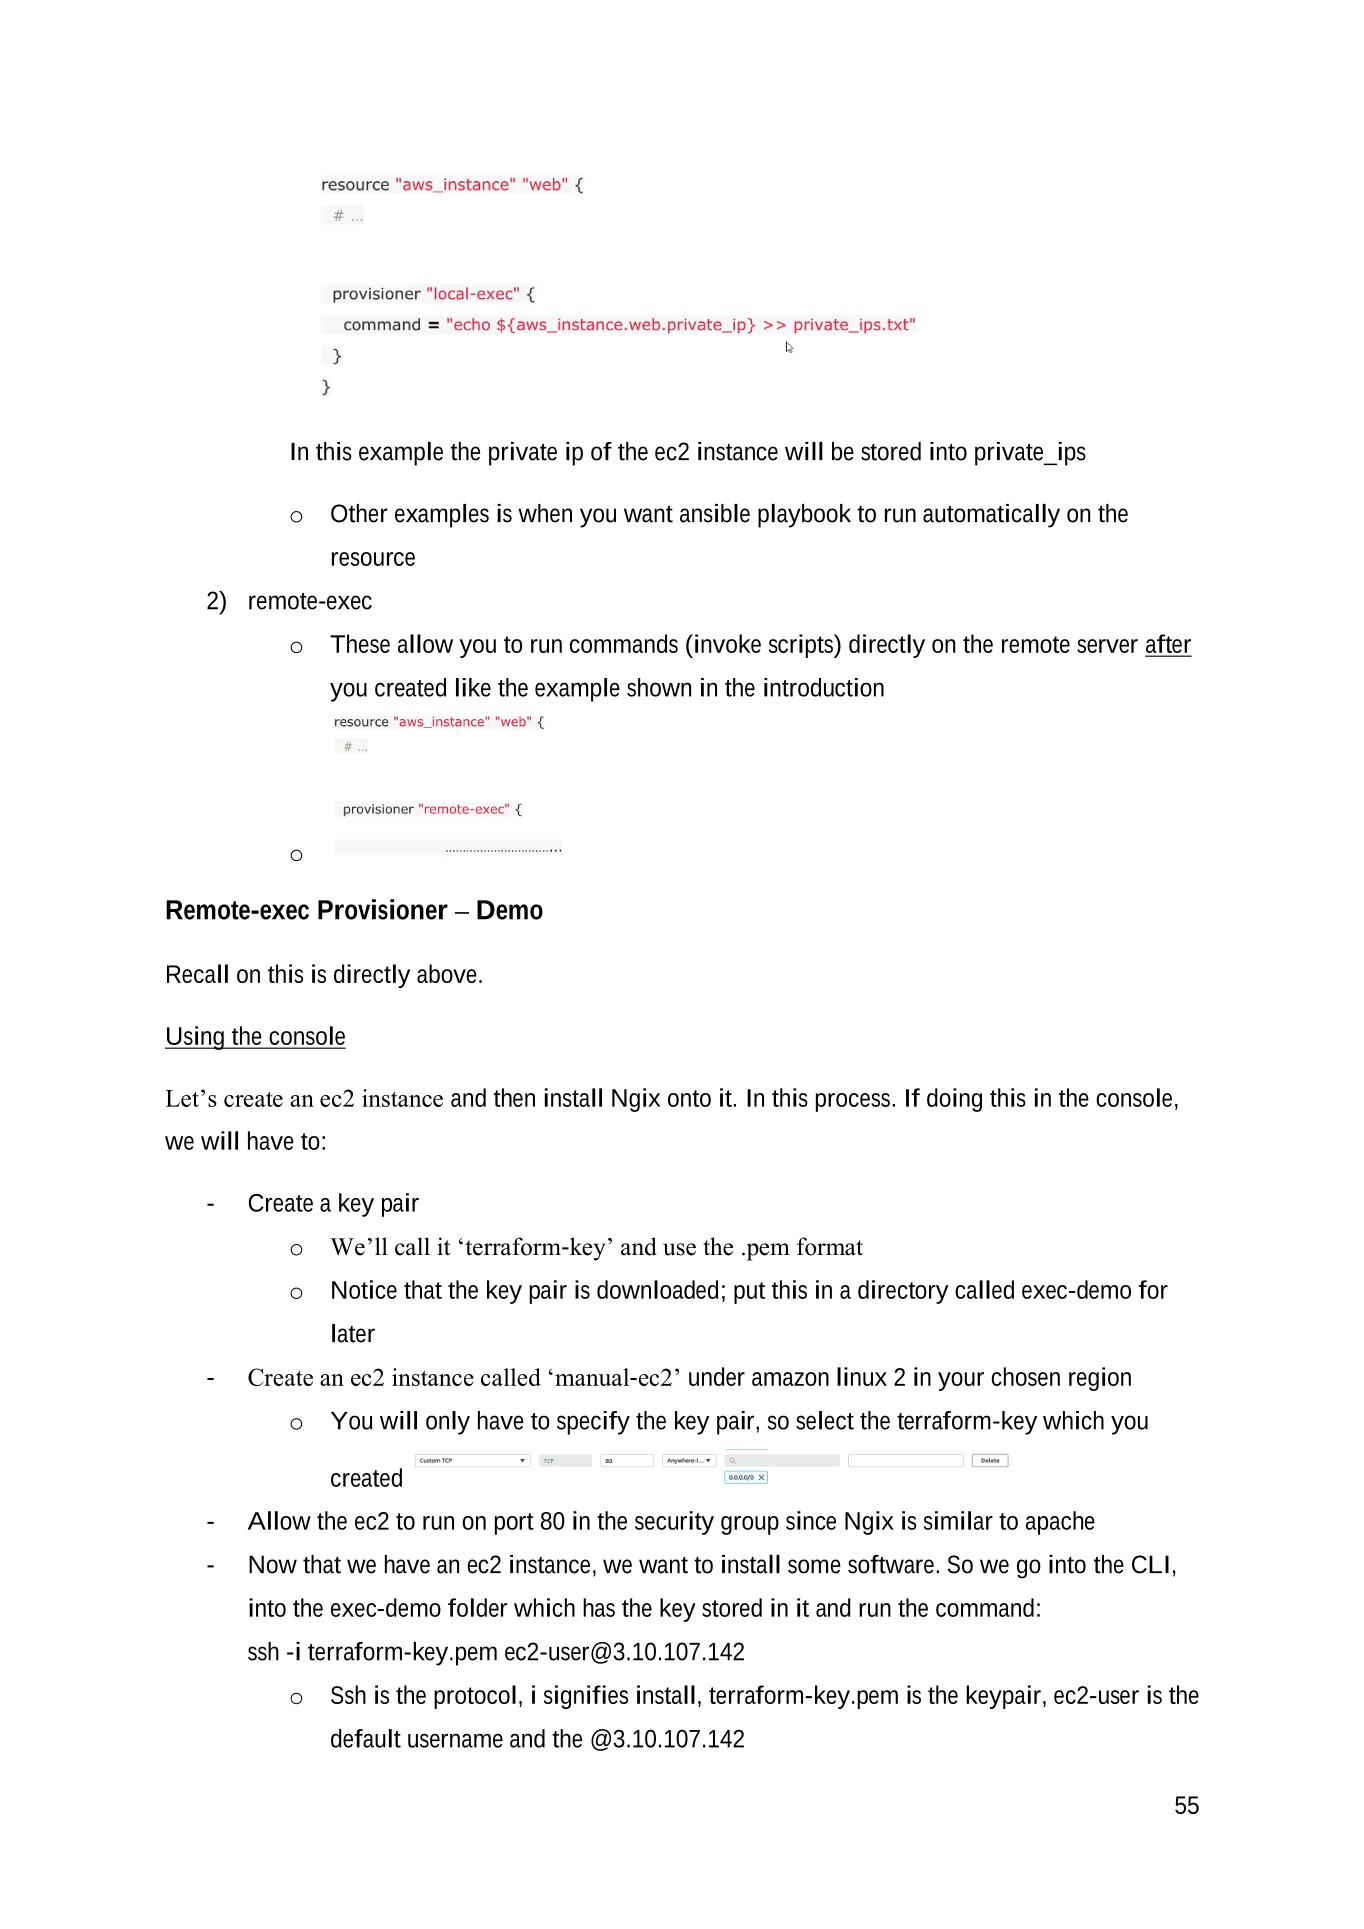 resource "aws_instance" "web" {
# ...
provisioner "local-exec" {
command = "echo ${aws_instance.web.private_ip} >> private_ips.txt"
}
}
In this example the private ip of the ec2 instance will be stored into private_ips
o Other examples is when you want ansible playbook to run automatically on the
resource
2) remote-exec
o These allow you to run commands (invoke scripts) directly on the remote server after
you created like the example shown in the introduction
resource "aws_instance" "web" {
# ...
provisioner "remote-exec" {
o ....................................
Remote-exec Provisioner – Demo
Recall on this is directly above.
Using the console
Let’s create an ec2 instance and then install Ngix onto it. In this process. If doing this in the console,
we will have to:
- Create a key pair
o We’ll call it ‘terraform-key’ and use the .pem format
o Notice that the key pair is downloaded; put this in a directory called exec-demo for
later
- Create an ec2 instance called ‘manual-ec2’ under amazon linux 2 in your chosen region
o You will only have to specify the key pair, so select the terraform-key which you
created Custom TCP TCP 80 Anywhere-I... Delete
0.0.0.0/0 X
- Allow the ec2 to run on port 80 in the security group since Ngix is similar to apache
- Now that we have an ec2 instance, we want to install some software. So we go into the CLI,
into the exec-demo folder which has the key stored in it and run the command:
ssh -i terraform-key.pem ec2-user@3.10.107.142
o Ssh is the protocol, i signifies install, terraform-key.pem is the keypair, ec2-user is the
default username and the @3.10.107.142
55